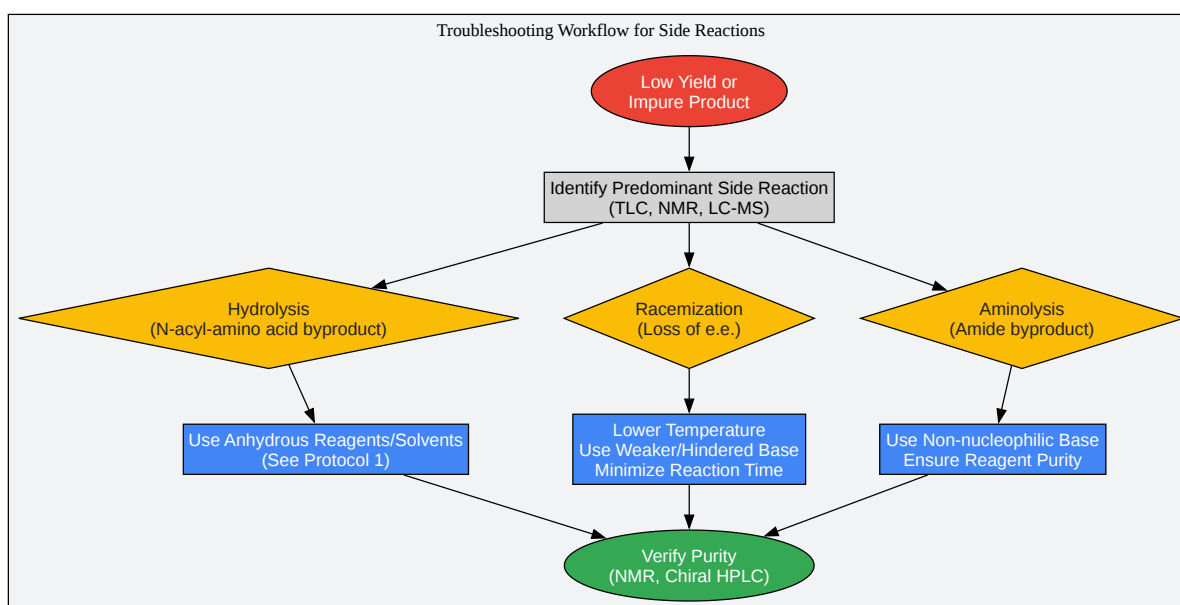 Troubleshooting Workflow for Side Reactions
Low Yield or
Impure Product
Identify Predominant Side Reaction
(TLC, NMR, LC-MS)
Hydrolysis
(N-acyl-amino acid byproduct)
Racemization
(Loss of e.e.)
Aminolysis
(Amide byproduct)
Use Anhydrous Reagents/Solvents
(See Protocol 1)
Lower Temperature
Use Weaker/Hindered Base
Minimize Reaction Time
Use Non-nucleophilic Base
Ensure Reagent Purity
Verify Purity
(NMR, Chiral HPLC)